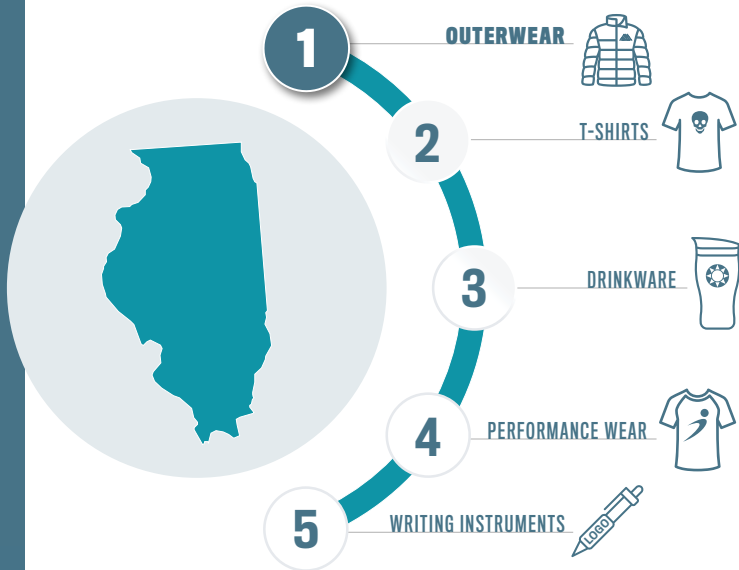 1
OUTERWEAR
2
T-SHIRTS
3
DRINKWARE
4
PERFORMANCE WEAR
5
WRITING INSTRUMENTS
LOGO